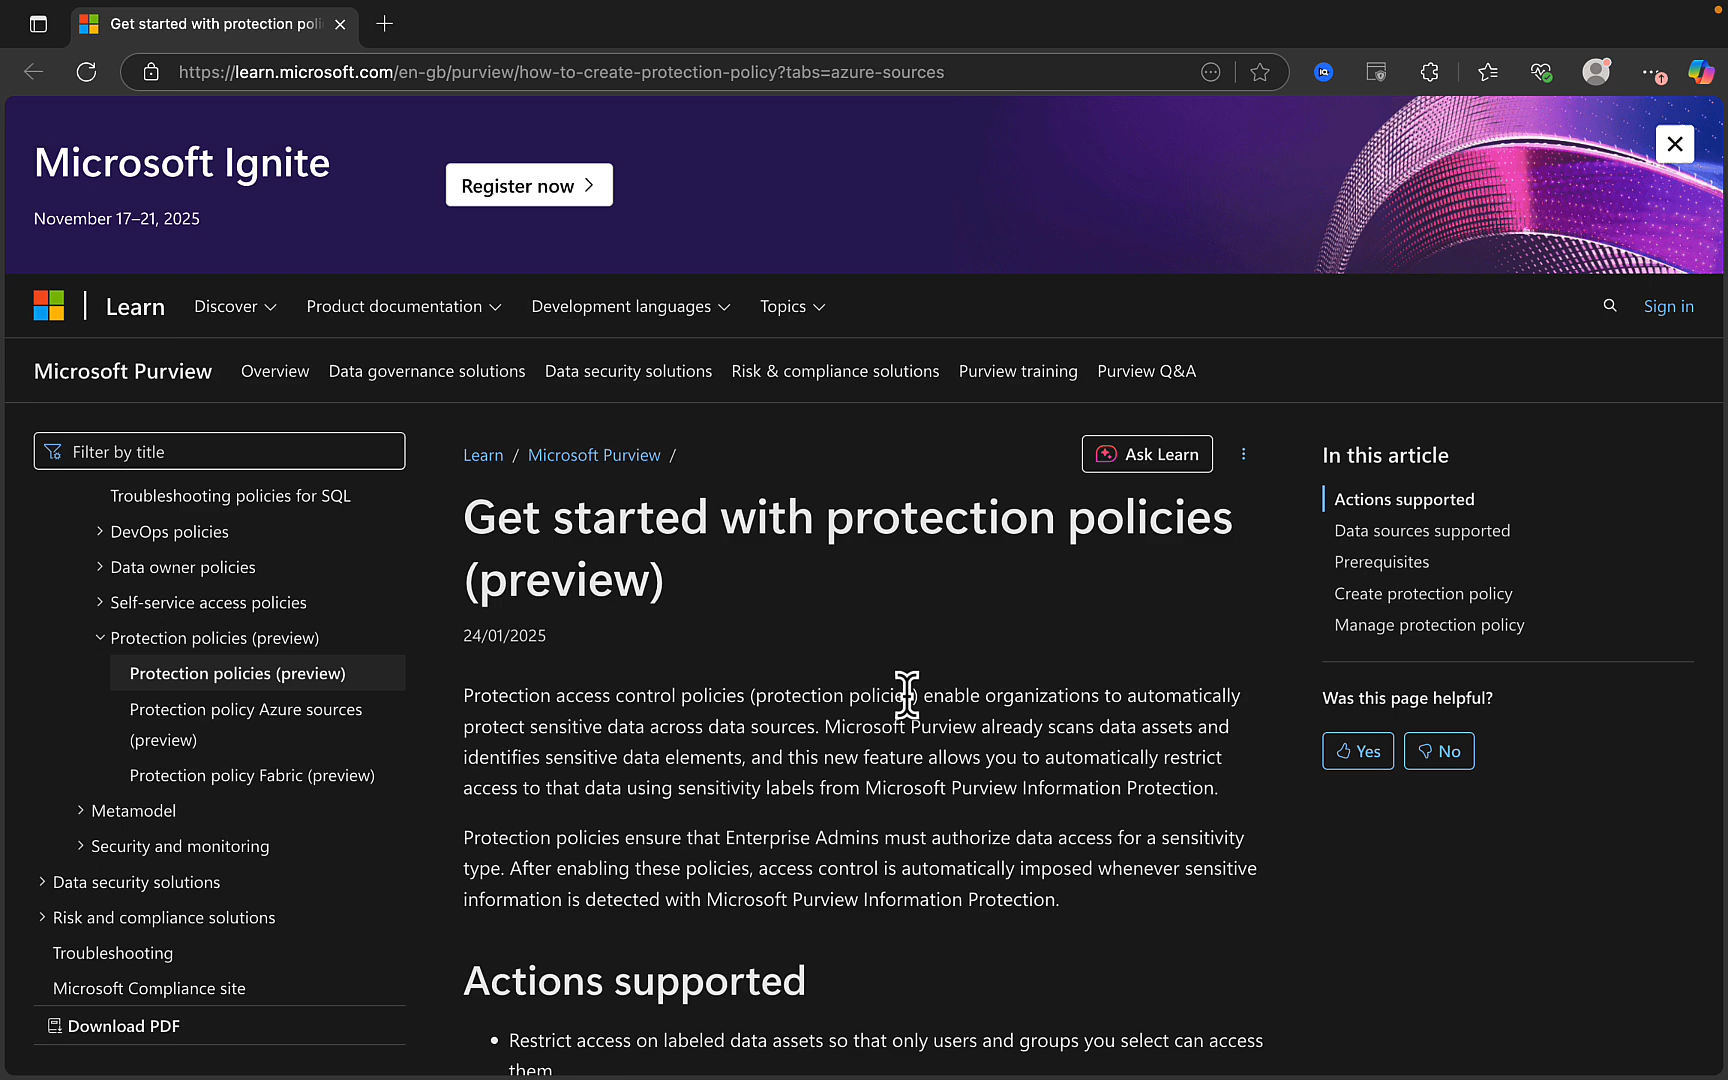 Get started with protection poli
https://learn.microsoft.com/en-gb/purview/how-to-create-protection-policy?tabs=azure-sources
Microsoft Ignite
November 17–21, 2025
Register now
Learn
Discover
Product documentation
Development languages
Topics
Sign in
Microsoft Purview
Overview
Data governance solutions
Data security solutions
Risk & compliance solutions
Purview training
Purview Q&A
Filter by title
Troubleshooting policies for SQL
DevOps policies
Data owner policies
Self-service access policies
Protection policies (preview)
Protection policies (preview)
Protection policy Azure sources
(preview)
Protection policy Fabric (preview)
Metamodel
Security and monitoring
Data security solutions
Risk and compliance solutions
Troubleshooting
Microsoft Compliance site
Download PDF
Learn / Microsoft Purview /
Ask Learn
Get started with protection policies
(preview)
24/01/2025
Protection access control policies (protection policies) enable organizations to automatically
protect sensitive data across data sources. Microsoft Purview already scans data assets and
identifies sensitive data elements, and this new feature allows you to automatically restrict
access to that data using sensitivity labels from Microsoft Purview Information Protection.
Protection policies ensure that Enterprise Admins must authorize data access for a sensitivity
type. After enabling these policies, access control is automatically imposed whenever sensitive
information is detected with Microsoft Purview Information Protection.
Actions supported
• Restrict access on labeled data assets so that only users and groups you select can access
them
In this article
Actions supported
Data sources supported
Prerequisites
Create protection policy
Manage protection policy
Was this page helpful?
Yes
No